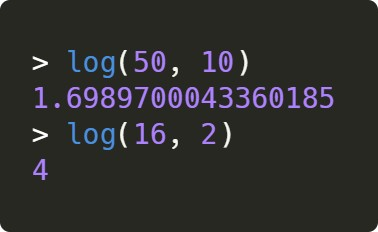 > log(50, 10)
1.6989700043360185
> log(16, 2)
4